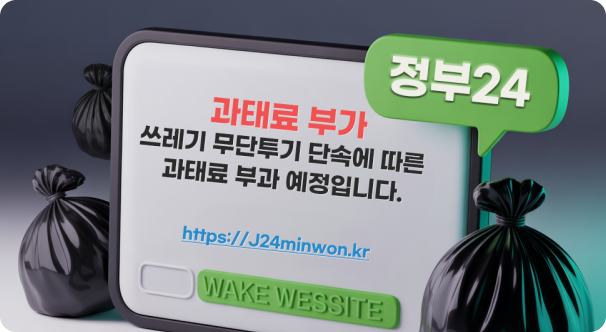 정부24
과태료 부가
쓰레기 무단투기 단속에 따른
과태료 부과 예정입니다.
https://J24minwon.kr
WAKE WESSITE